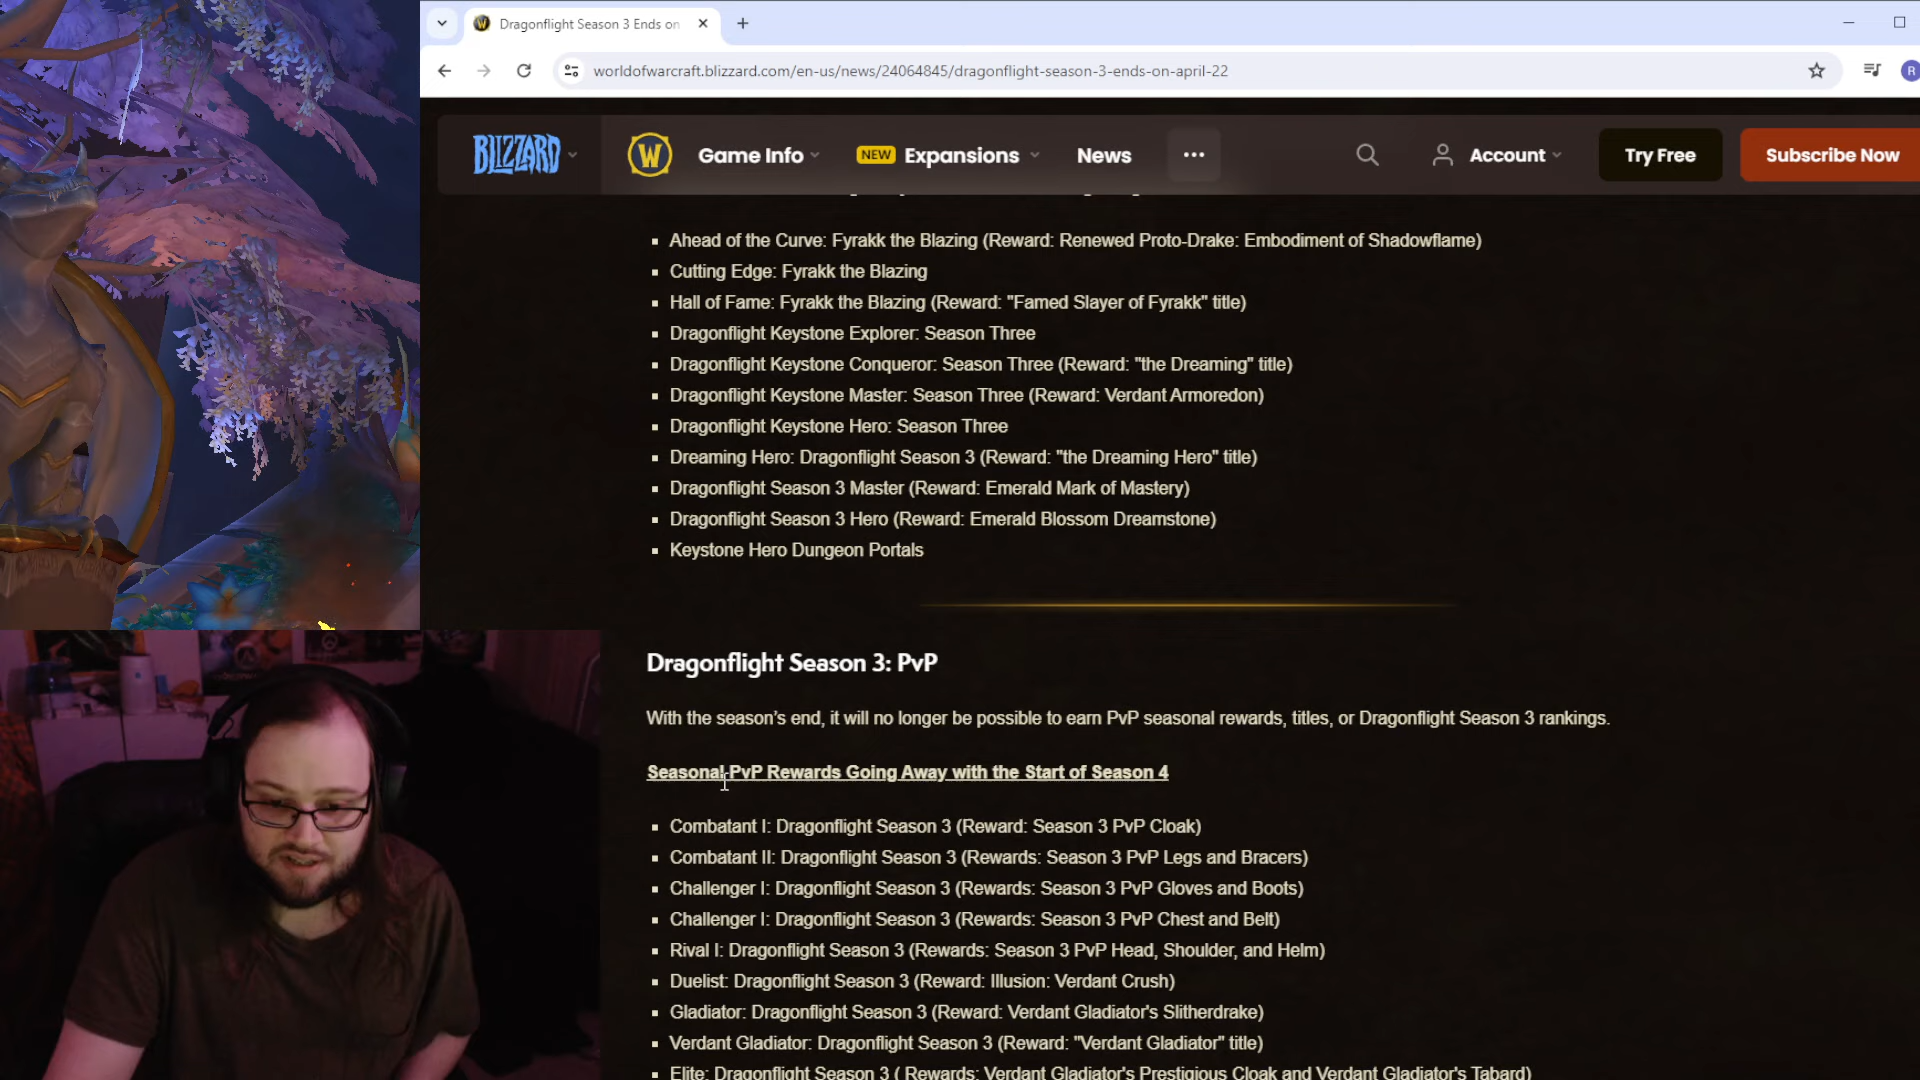 Dragonflight Season 3 Ends on
worldofwarcraft.blizzard.com/en-us/news/24064845/dragonflight-season-3-ends-on-april-22
R
BLIZZARD
W
Game Info
NEW
Expansions
News
Account
Try Free
Subscribe Now
Ahead of the Curve: Fyrakk the Blazing (Reward: Renewed Proto-Drake: Embodiment of Shadowflame)
Cutting Edge: Fyrakk the Blazing
Hall of Fame: Fyrakk the Blazing (Reward: "Famed Slayer of Fyrakk" title)
Dragonflight Keystone Explorer: Season Three
Dragonflight Keystone Conqueror: Season Three (Reward: "the Dreaming" title)
Dragonflight Keystone Master: Season Three (Reward: Verdant Armoredon)
Dragonflight Keystone Hero: Season Three
Dreaming Hero: Dragonflight Season 3 (Reward: "the Dreaming Hero" title)
Dragonflight Season 3 Master (Reward: Emerald Mark of Mastery)
Dragonflight Season 3 Hero (Reward: Emerald Blossom Dreamstone)
Keystone Hero Dungeon Portals
Dragonflight Season 3: PvP
With the season’s end, it will no longer be possible to earn PvP seasonal rewards, titles, or Dragonflight Season 3 rankings.
Seasonal PvP Rewards Going Away with the Start of Season 4
Combatant I: Dragonflight Season 3 (Reward: Season 3 PvP Cloak)
Combatant II: Dragonflight Season 3 (Rewards: Season 3 PvP Legs and Bracers)
Challenger I: Dragonflight Season 3 (Rewards: Season 3 PvP Gloves and Boots)
Challenger I: Dragonflight Season 3 (Rewards: Season 3 PvP Chest and Belt)
Rival I: Dragonflight Season 3 (Rewards: Season 3 PvP Head, Shoulder, and Helm)
Duelist: Dragonflight Season 3 (Reward: Illusion: Verdant Crush)
Gladiator: Dragonflight Season 3 (Reward: Verdant Gladiator's Slitherdrake)
Verdant Gladiator: Dragonflight Season 3 (Reward: "Verdant Gladiator" title)
Elite: Dragonflight Season 3 ( Rewards: Verdant Gladiator's Prestigious Cloak and Verdant Gladiator's Tabard)